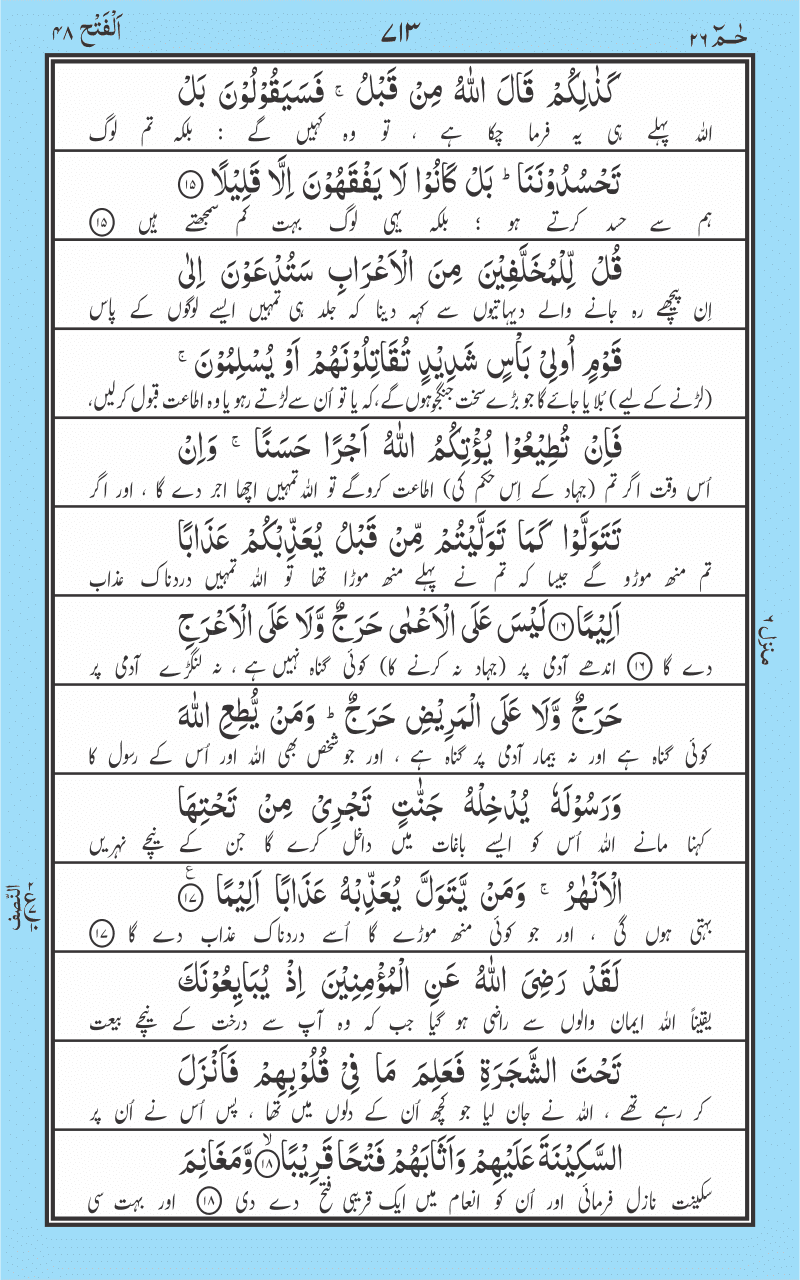 حٰمٓ ۲۶ ۷۱۳ اَلْفَتْح ۴۸
كَذٰلِكُمْ قَالَ اللّٰهُ مِنْ قَبْلُ ۚ فَسَيَقُوْلُوْنَ بَلْ
اللہ پہلے ہی یہ فرما چکا ہے ، تو وہ کہیں گے : بلکہ تم لوگ
تَحْسُدُوْنَنَا ؕ بَلْ كَانُوْا لَا يَفْقَهُوْنَ اِلَّا قَلِيْلًا ۝۱۵
ہم سے حسد کرتے ہو ؛ بلکہ یہی لوگ بہت کم سمجھتے ہیں ۝۱۵
قُلْ لِّلْمُخَلَّفِيْنَ مِنَ الْاَعْرَابِ سَتُدْعَوْنَ اِلٰى
اِن پیچھے رہ جانے والے دیہاتیوں سے کہہ دینا کہ جلد ہی تمہیں ایسے لوگوں کے پاس
قَوْمٍ اُولِيْ بَاْسٍ شَدِيْدٍ تُقَاتِلُوْنَهُمْ اَوْ يُسْلِمُوْنَ ۚ
(لڑنے کے لیے) بُلا یا جائے گا جو بڑے سخت جنگجو ہوں گے،کہ یا تو اُن سے لڑتے رہو یا وہ اطاعت قبول کرلیں،
فَاِنْ تُطِيْعُوْا يُؤْتِكُمُ اللّٰهُ اَجْرًا حَسَنًا ۚ وَاِنْ
اُس وقت اگر تم (جہاد کے اِس حکم کی) اطاعت کروگے تو اللہ تمہیں اچھا اجر دے گا ، اور اگر
تَتَوَلَّوْا كَمَا تَوَلَّيْتُمْ مِّنْ قَبْلُ يُعَذِّبْكُمْ عَذَابًا
تم منھ موڑو گے جیسا کہ تم نے پہلے منھ موڑا تھا تو اللہ تمہیں دردناک عذاب
اَلِيْمًا ۝۱۶ لَيْسَ عَلَى الْاَعْمٰى حَرَجٌ وَّلَا عَلَى الْاَعْرَجِ
دے گا ۝۱۶ اندھے آدمی پر (جہاد نہ کرنے کا) کوئی گناہ نہیں ہے ، نہ لنگڑے آدمی پر
منزل ۶
حَرَجٌ وَّلَا عَلَى الْمَرِيْضِ حَرَجٌ ؕ وَمَنْ يُّطِعِ اللّٰهَ
کوئی گناہ ہے اور نہ بیمار آدمی پر گناہ ہے ، اور جو شخص بھی اللہ اور اُس کے رسول کا
وَرَسُوْلَهٗ يُدْخِلْهُ جَنّٰتٍ تَجْرِيْ مِنْ تَحْتِهَا
کہنا مانے اللہ اُس کو ایسے باغات میں داخل کرے گا جن کے نیچے نہریں
الْاَنْهٰرُ ۚ وَمَنْ يَّتَوَلَّ يُعَذِّبْهُ عَذَابًا اَلِيْمًا ۝۱۷ ع
بہتی ہوں گی ، اور جو کوئی منھ موڑے گا اُسے دردناک عذاب دے گا ۝۱۷
النّصف
لَقَدْ رَضِيَ اللّٰهُ عَنِ الْمُؤْمِنِيْنَ اِذْ يُبَايِعُوْنَكَ
یقیناً اللہ ایمان والوں سے راضی ہو گیا جب کہ وہ آپ سے درخت کے نیچے بیعت
تَحْتَ الشَّجَرَةِ فَعَلِمَ مَا فِيْ قُلُوْبِهِمْ فَاَنْزَلَ
کر رہے تھے ، اللہ نے جان لیا جو کچھ اُن کے دلوں میں تھا ، پس اُس نے اُن پر
السَّكِيْنَةَ عَلَيْهِمْ وَاَثَابَهُمْ فَتْحًا قَرِيْبًا ۝۱۸ۙ وَّمَغَانِمَ
سکینت نازل فرمائی اور اُن کو انعام میں ایک قریبی فتح دے دی ۝۱۸ اور بہت سی